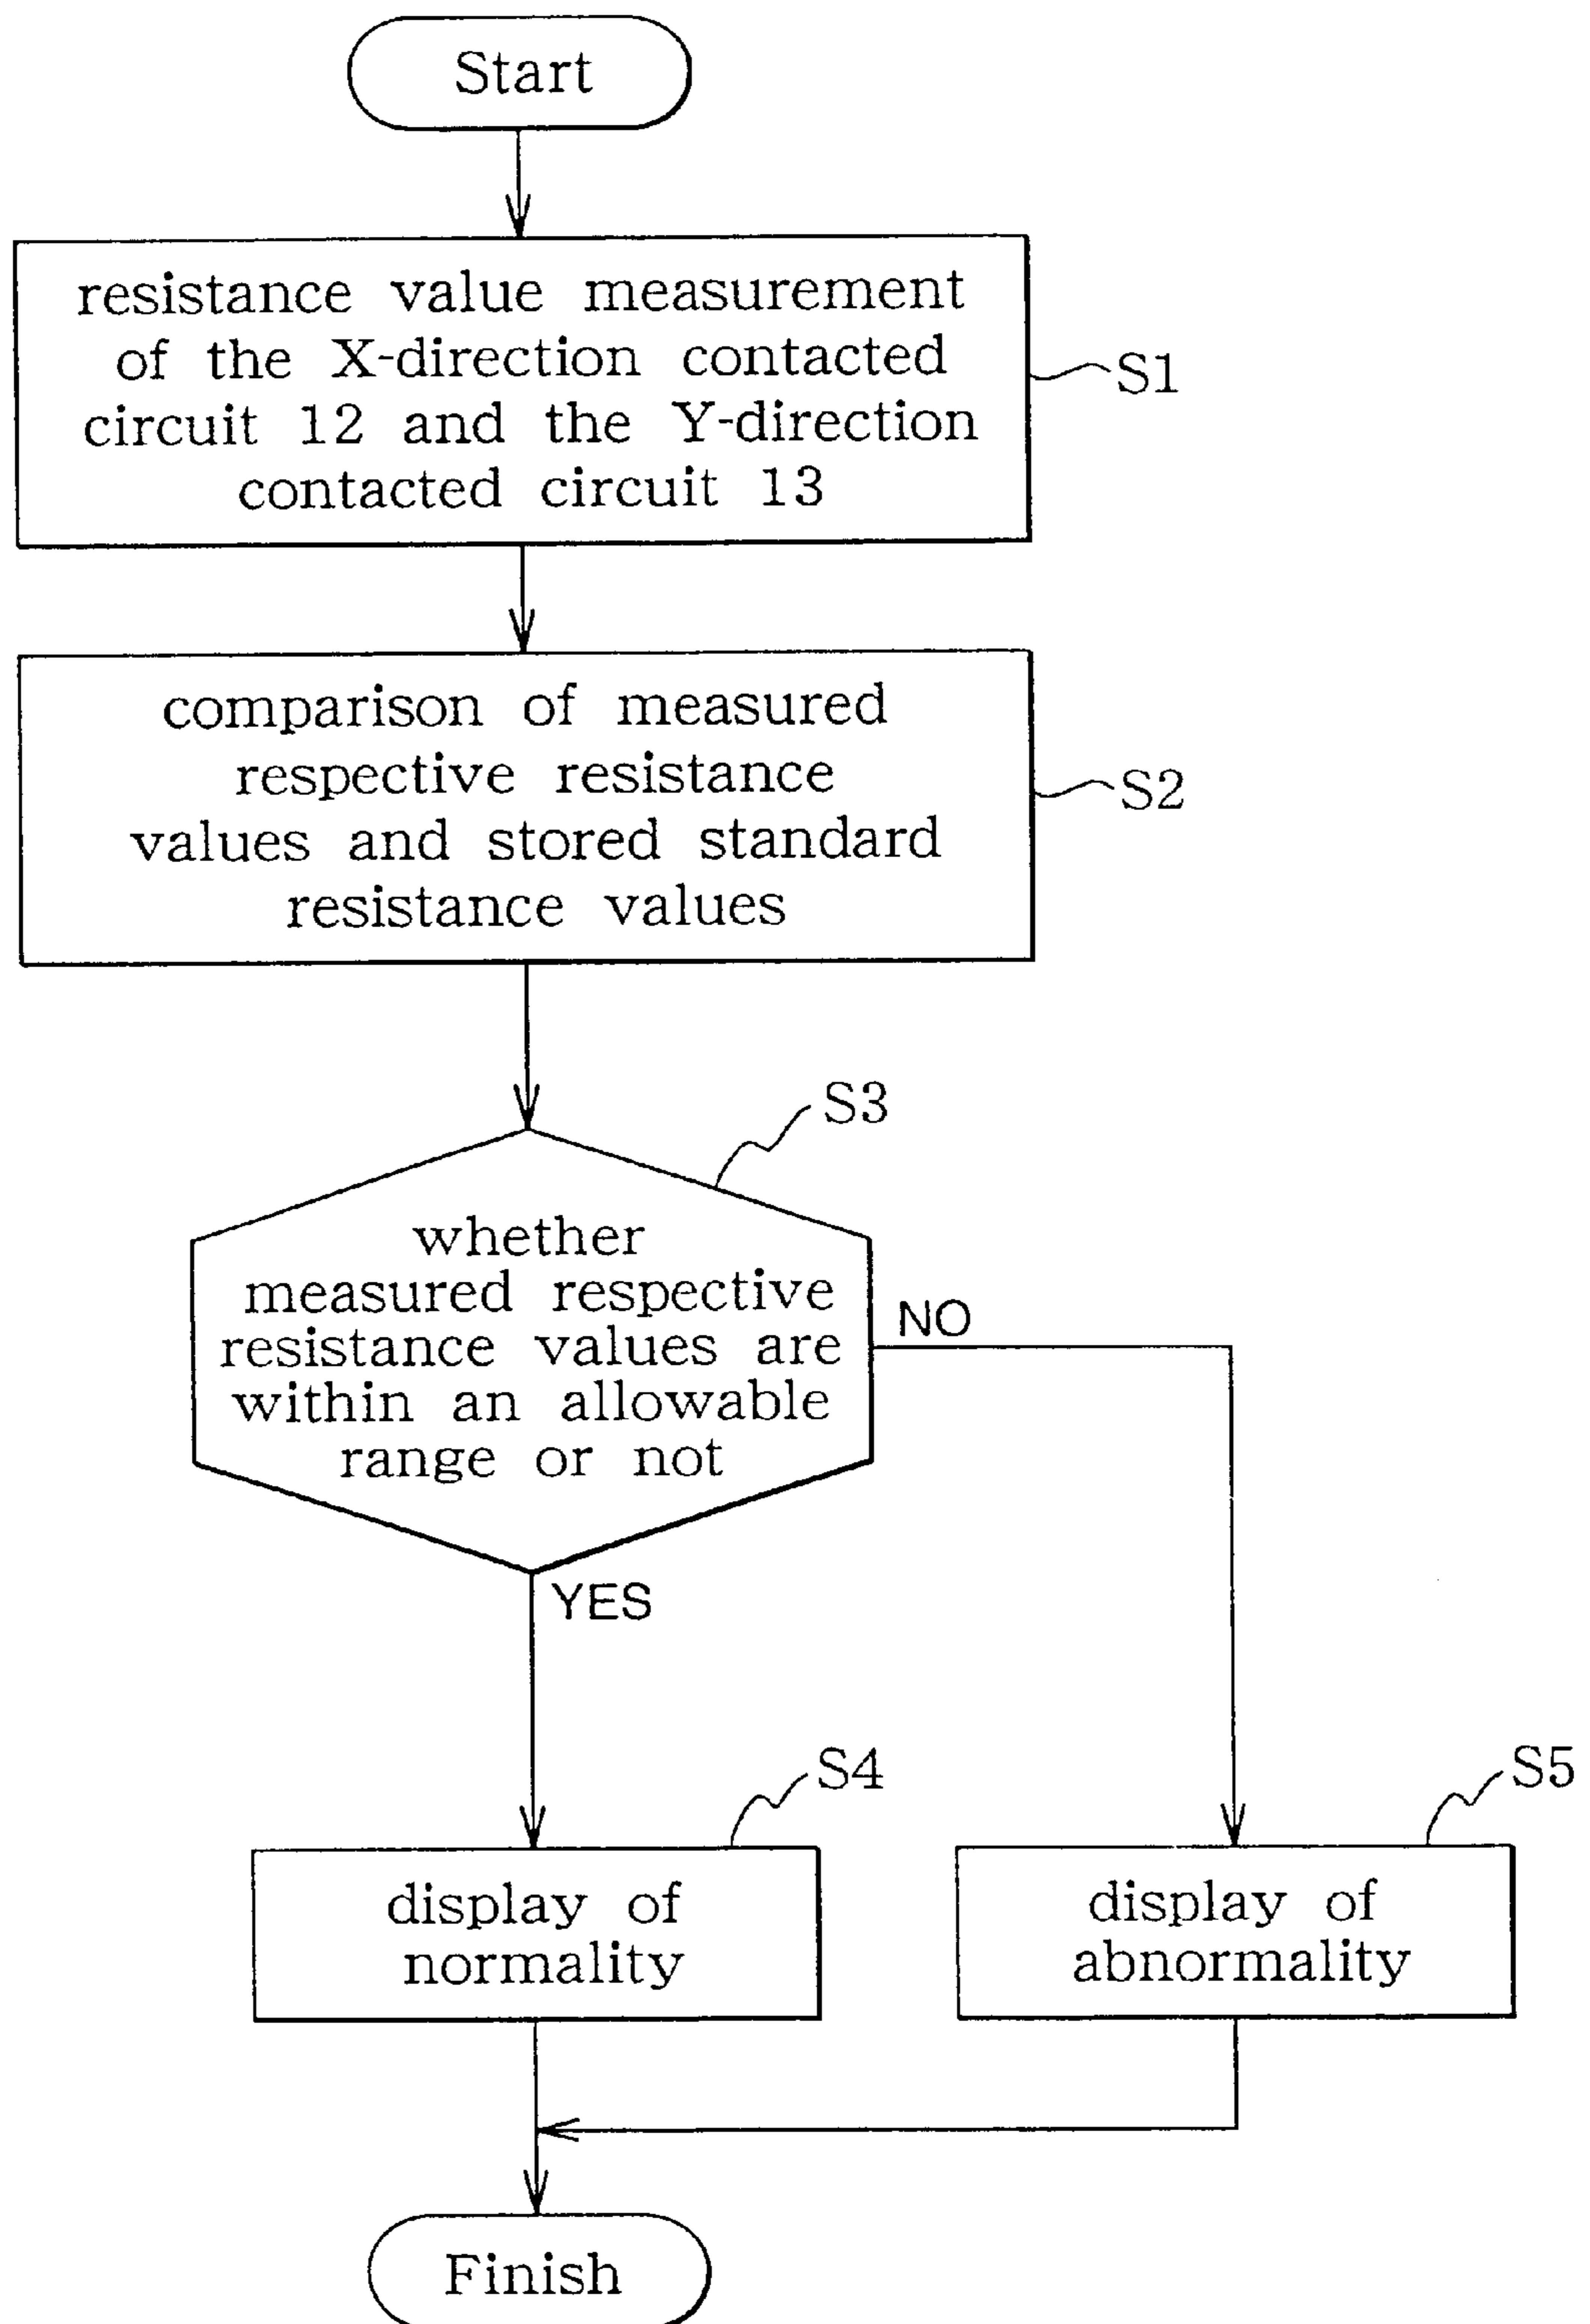 Start
resistance value measurement
of the X-direction contacted
circuit 12 and the Y-direction
contacted circuit 13
S1
comparison of measured
respective resistance
values and stored standard
resistance values
S2
S3
whether
measured respective
resistance values are
within an allowable
range or not
NO
YES
S4
display of
normality
S5
display of
abnormality
Finish